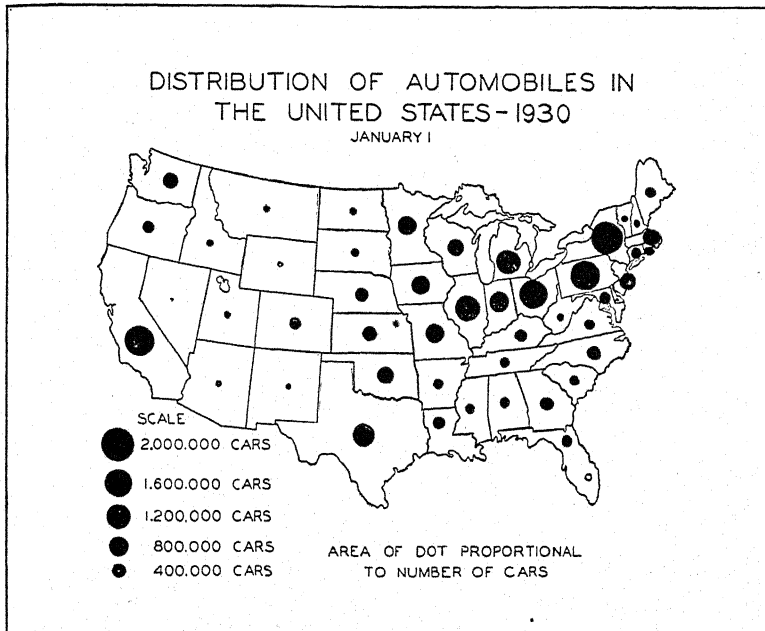 DISTRIBUTION OF AUTOMOBILES IN
THE UNITED STATES-1930
JANUARY 1
SCALE
2.000.000 CARS
1.600.000 CARS
1.200.000 CARS
800.000 CARS
400.000 CARS
AREA OF DOT PROPORTIONAL
TO NUMBER OF CARS